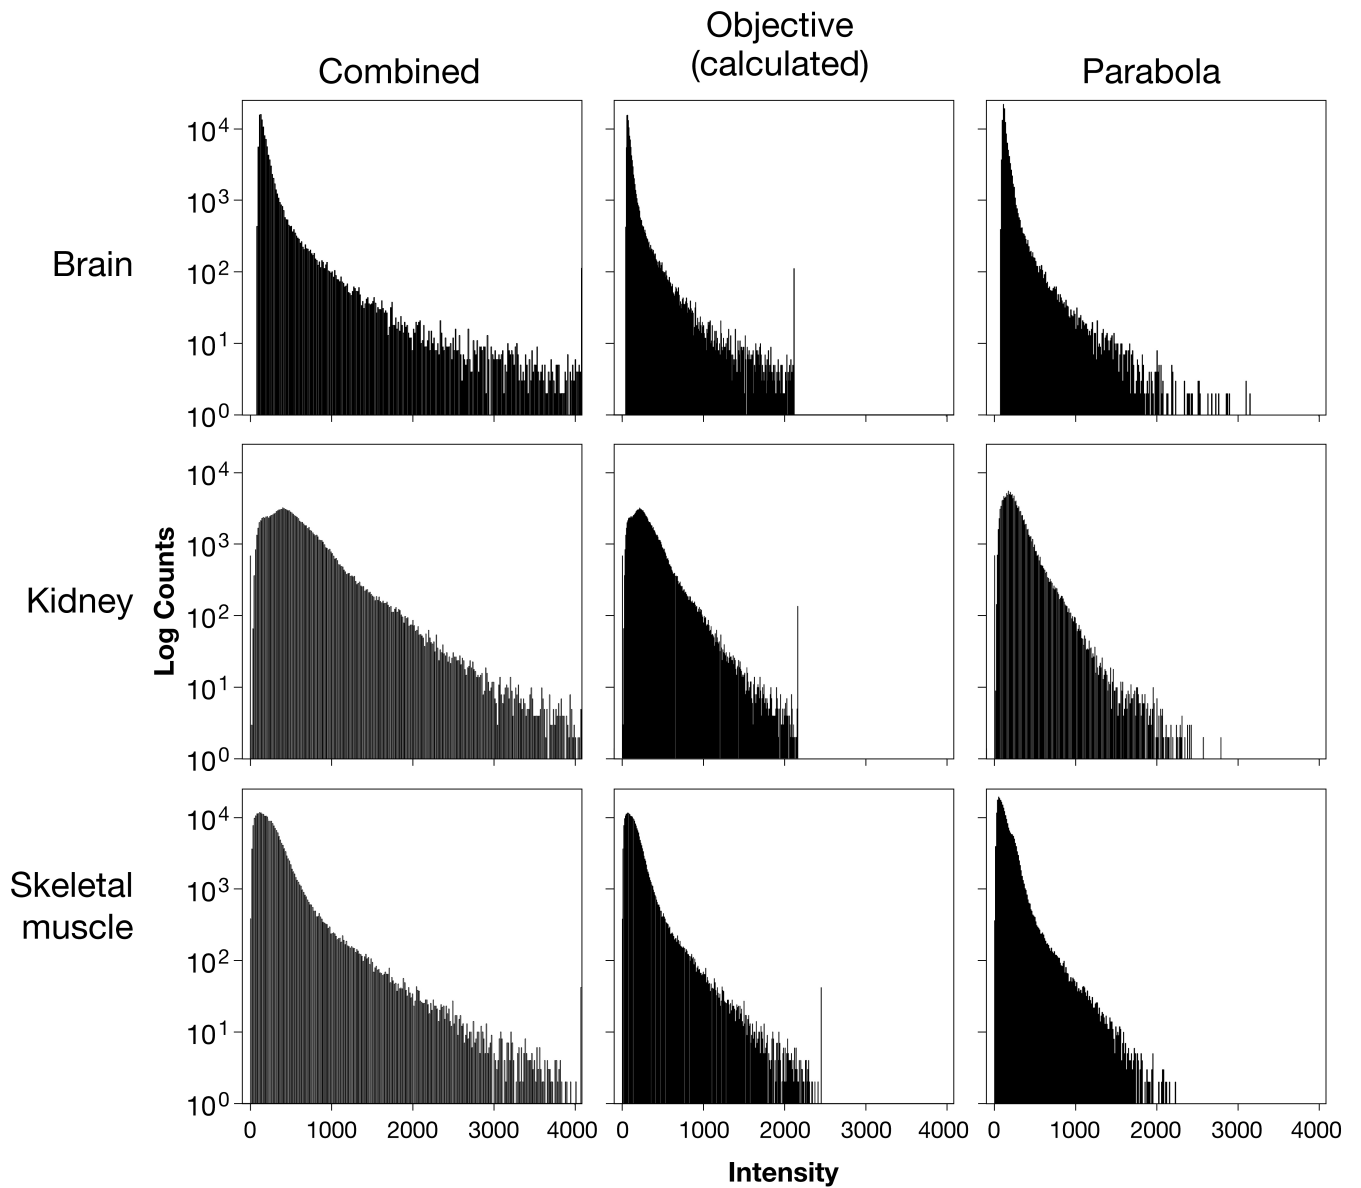 Objective
(calculated)
Combined
Parabola
Brain
10⁴
10³
10²
10¹
10⁰
Kidney
Log Counts
10⁴
10³
10²
10¹
10⁰
Skeletal
muscle
10⁴
10³
10²
10¹
10⁰
0 1000 2000 3000 4000 0 1000 2000 3000 4000 0 1000 2000 3000 4000
Intensity